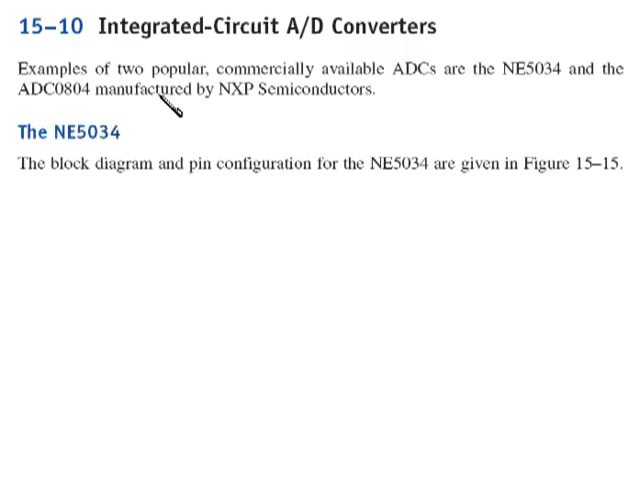 15–10 Integrated-Circuit A/D Converters
Examples of two popular, commercially available ADCs are the NE5034 and the
ADC0804 manufactured by NXP Semiconductors.
The NE5034
The block diagram and pin configuration for the NE5034 are given in Figure 15–15.